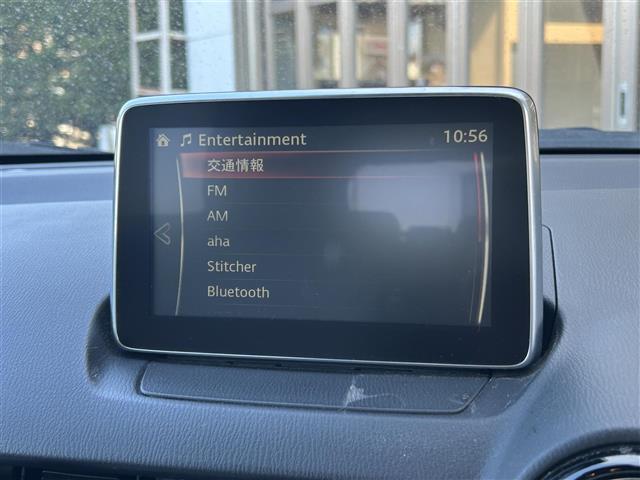 Entertainment 10:56
交通情報
FM
AM
aha
Stitcher
Bluetooth